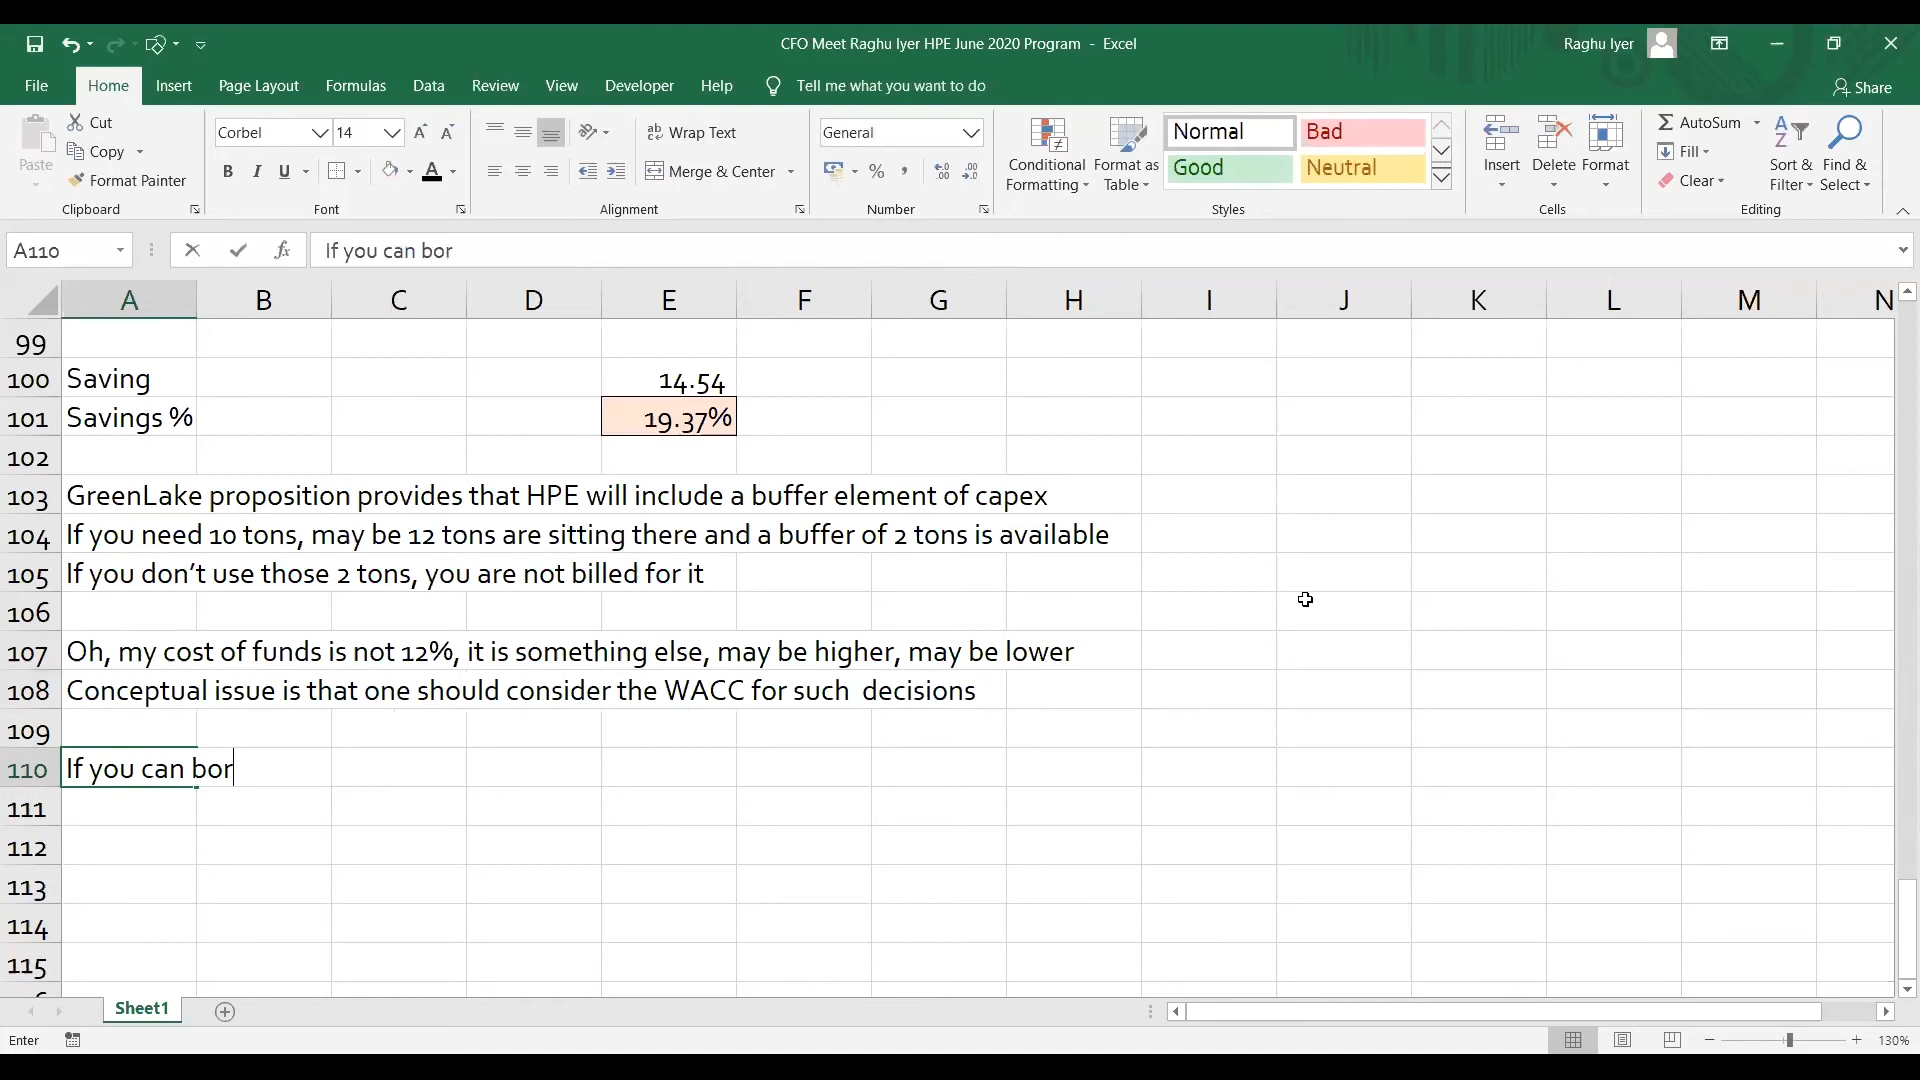 CFO Meet Raghu Iyer HPE June 2020 Program - Excel
Raghu Iyer
File Home Insert Page Layout Formulas Data Review View Developer Help Tell me what you want to do
Share
Paste
Cut
Copy
Format Painter
Clipboard
Corbel 14
B I U
Font
Wrap Text
Merge & Center
Alignment
General
%
Number
Conditional Formatting
Format as Table
Normal Bad
Good Neutral
Styles
Insert Delete Format
Cells
AutoSum
Fill
Clear
Sort & Filter
Find & Select
Editing
A110 fx If you can bor
A B C D E F G H I J K L M N
99
100 Saving 14.54
101 Savings % 19.37%
102
103 GreenLake proposition provides that HPE will include a buffer element of capex
104 If you need 10 tons, may be 12 tons are sitting there and a buffer of 2 tons is available
105 If you don’t use those 2 tons, you are not billed for it
106
107 Oh, my cost of funds is not 12%, it is something else, may be higher, may be lower
108 Conceptual issue is that one should consider the WACC for such  decisions
109
110 If you can bor
111
112
113
114
115
Sheet1
Enter
130%